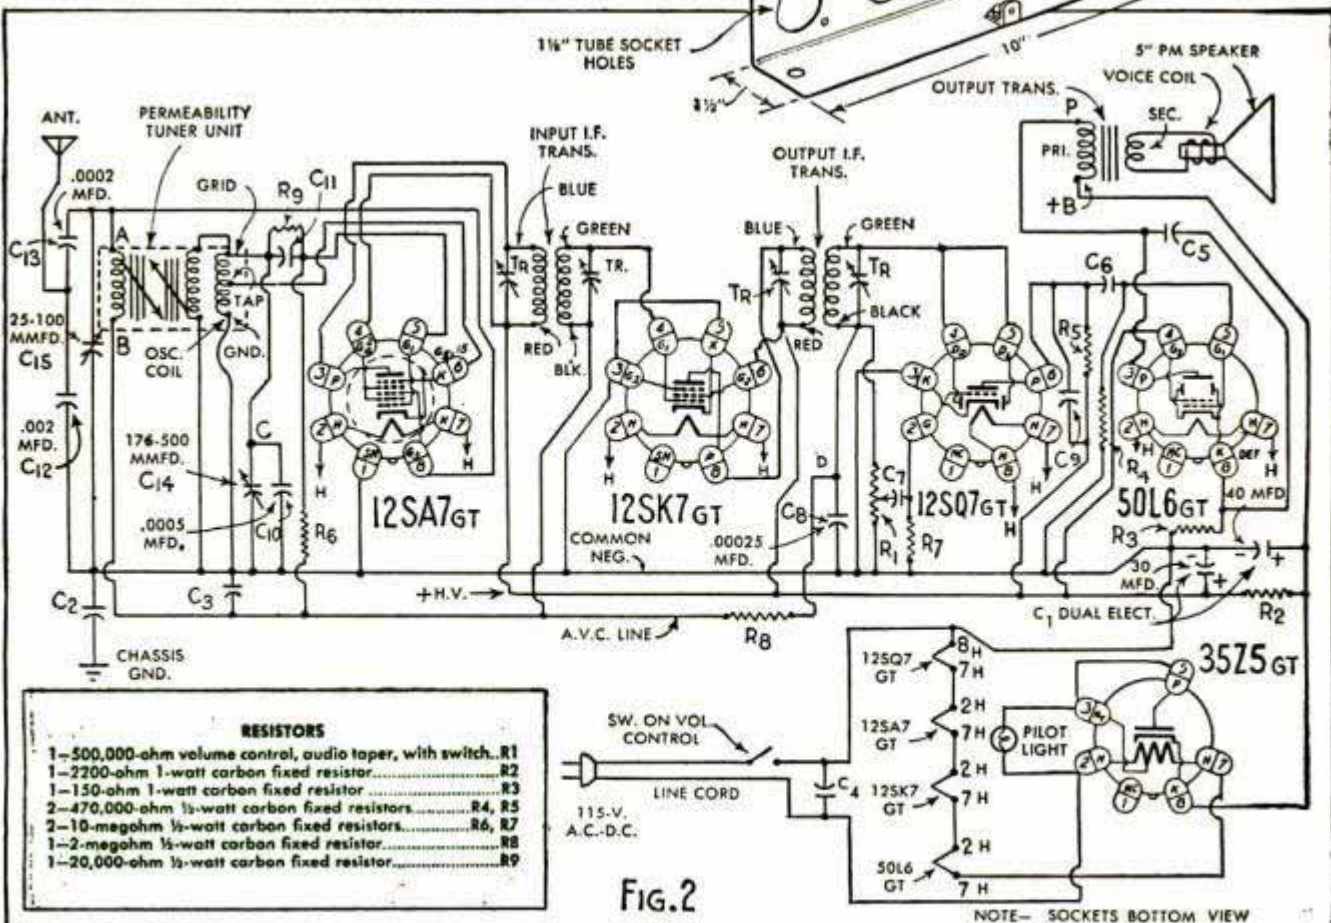 1⅛" TUBE SOCKET
HOLES
10"
5" PM SPEAKER
VOICE COIL
OUTPUT TRANS.
P
SEC.
PRI.
+B
ANT.
PERMEABILITY
TUNER UNIT
INPUT I.F.
TRANS.
OUTPUT I.F.
TRANS.
.0002
MFD.
GRID
R9
C11
BLUE
GREEN
BLUE
GREEN
C5
C13
A
TR
TR.
TR
TR
C6
TAP
BLACK
25-100
MMFD.
C15
B
OSC.
COIL
GND.
RED
BLK.
RED
R5
.002
MFD.
C12
176-500
MMFD.
C14
C
D
C7
C9
R4
40 MFD
.0005
MFD.
C10
R6
12SA7GT
12SK7GT
C8
.00025
MFD.
R1
R7
12SQ7GT
50L6GT
R3
COMMON
NEG.
30
MFD.
C2
C3
+H.V.
C1 DUAL ELECT.
R2
A.V.C. LINE
R8
CHASSIS
GND.
12SQ7
GT
8H
7H
35Z5GT
12SA7
GT
2H
7H
12SK7
GT
2H
7H
50L6
GT
2H
7H
PILOT
LIGHT
SW. ON VOL.
CONTROL
LINE CORD
C4
115-V.
A.C.-D.C.
RESISTORS
1—500,000-ohm volume control, audio taper, with switch..R1
1—2200-ohm 1-watt carbon fixed resistor....................R2
1—150-ohm 1-watt carbon fixed resistor ....................R3
2—470,000-ohm ½-watt carbon fixed resistors..........R4, R5
2—10-megohm ½-watt carbon fixed resistors............R6, R7
1—2-megohm ½-watt carbon fixed resistor....................R8
1—20,000-ohm ½-watt carbon fixed resistor..................R9
FIG.2
NOTE— SOCKETS BOTTOM VIEW